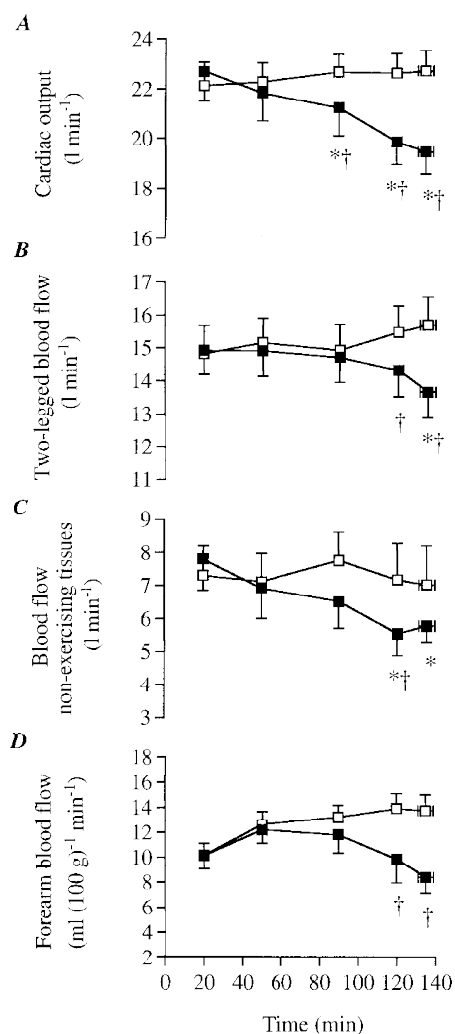 A
Cardiac output
(l min⁻¹)
24
22
20
18
16
*†
*†
*†
B
Two-legged blood flow
(l min⁻¹)
17
16
15
14
13
12
11
†
*†
C
Blood flow
non-exercising tissues
(l min⁻¹)
9
8
7
6
5
4
3
*†
*
D
Forearm blood flow
(ml (100 g)⁻¹ min⁻¹)
18
16
14
12
10
8
6
4
2
†
†
0 20 40 60 80 100 120 140
Time (min)